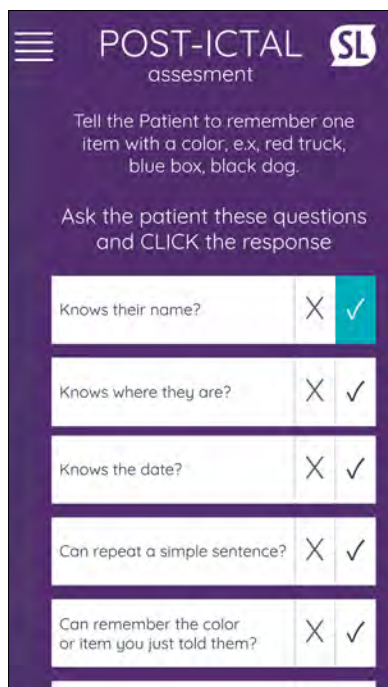 POST-ICTAL
SL
assesment
Tell the Patient to remember one
item with a color, e.x, red truck,
blue box, black dog.
Ask the patient these questions
and CLICK the response
Knows their name?
Knows where they are?
Knows the date?
Can repeat a simple sentence?
Can remember the color
or item you just told them?